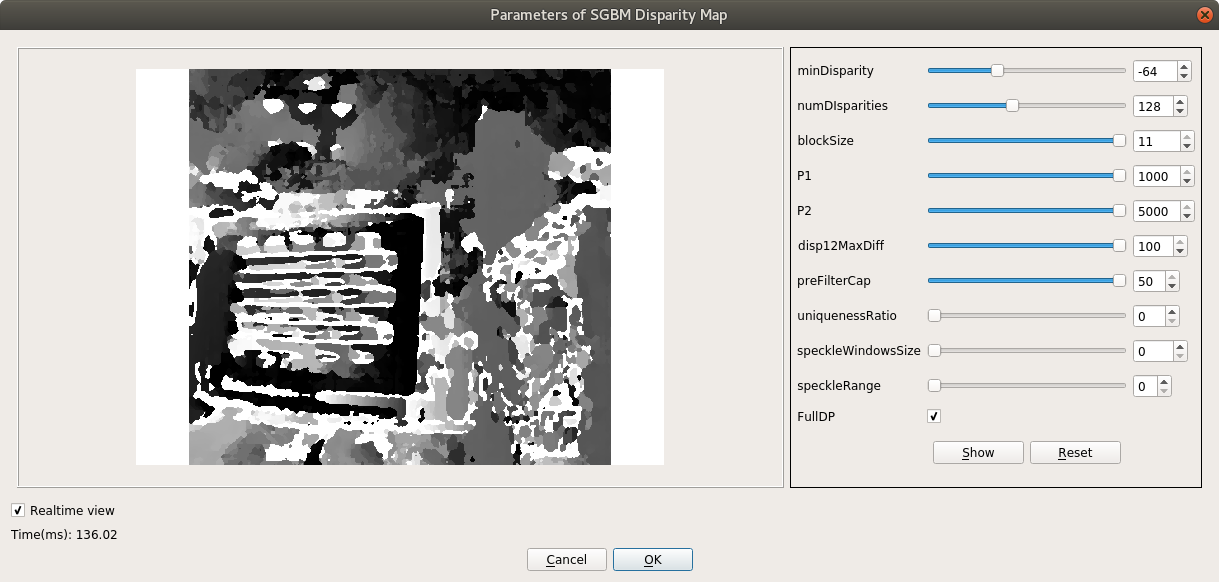 Parameters of SGBM Disparity Map
minDisparity -64
numDIsparities 128
blockSize 11
P1 1000
P2 5000
disp12MaxDiff 100
preFilterCap 50
uniquenessRatio 0
speckleWindowsSize 0
speckleRange 0
FullDP
Show Reset
Realtime view
Time(ms): 136.02
Cancel OK